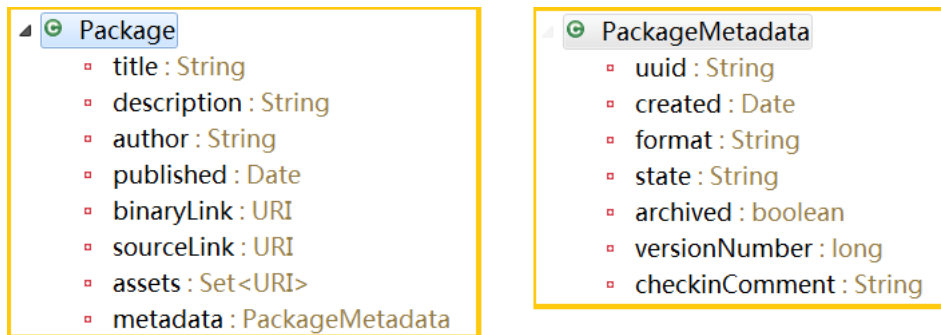 Package
title : String
description : String
author : String
published : Date
binaryLink : URI
sourceLink : URI
assets : Set<URI>
metadata : PackageMetadata
PackageMetadata
uuid : String
created : Date
format : String
state : String
archived : boolean
versionNumber : long
checkinComment : String